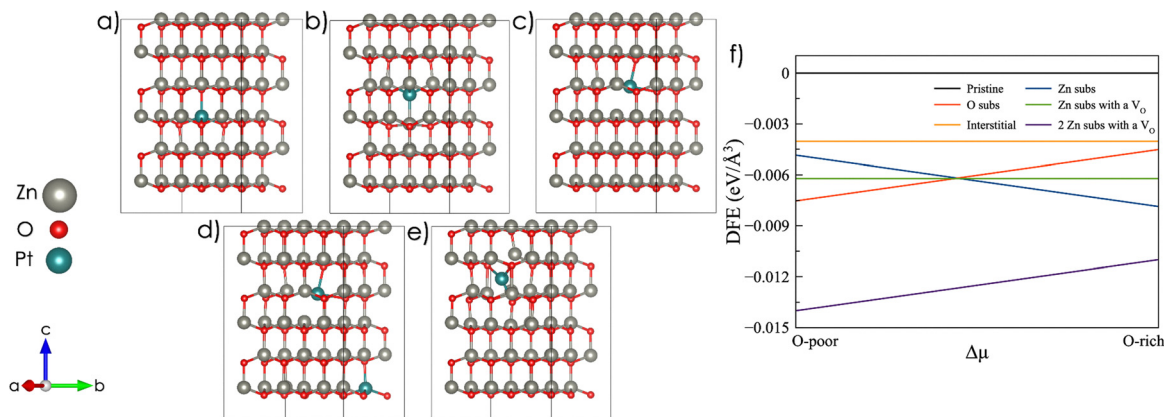 a)
b)
c)
d)
e)
f)
Zn
O
Pt
c
a
b
0
-0.003
-0.006
-0.009
-0.012
-0.015
DFE (eV/Å³)
Pristine
O subs
Interstitial
Zn subs
Zn subs with a V_O
2 Zn subs with a V_O
O-poor
Δμ
O-rich